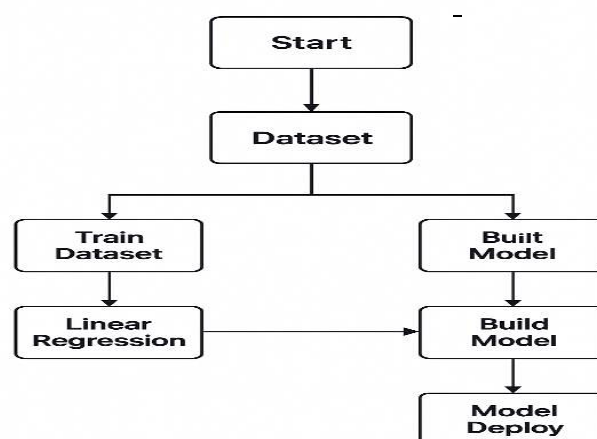 Start
Dataset
Train
Dataset
Built
Model
Linear
Regression
Build
Model
Model
Deploy